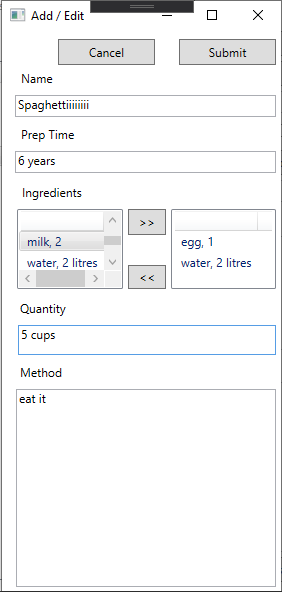 Add / Edit
Cancel Submit
Name
Spaghettiiiiiiii
Prep Time
6 years
Ingredients
milk, 2
water, 2 litres
>>
<<
egg, 1
water, 2 litres
Quantity
5 cups
Method
eat it